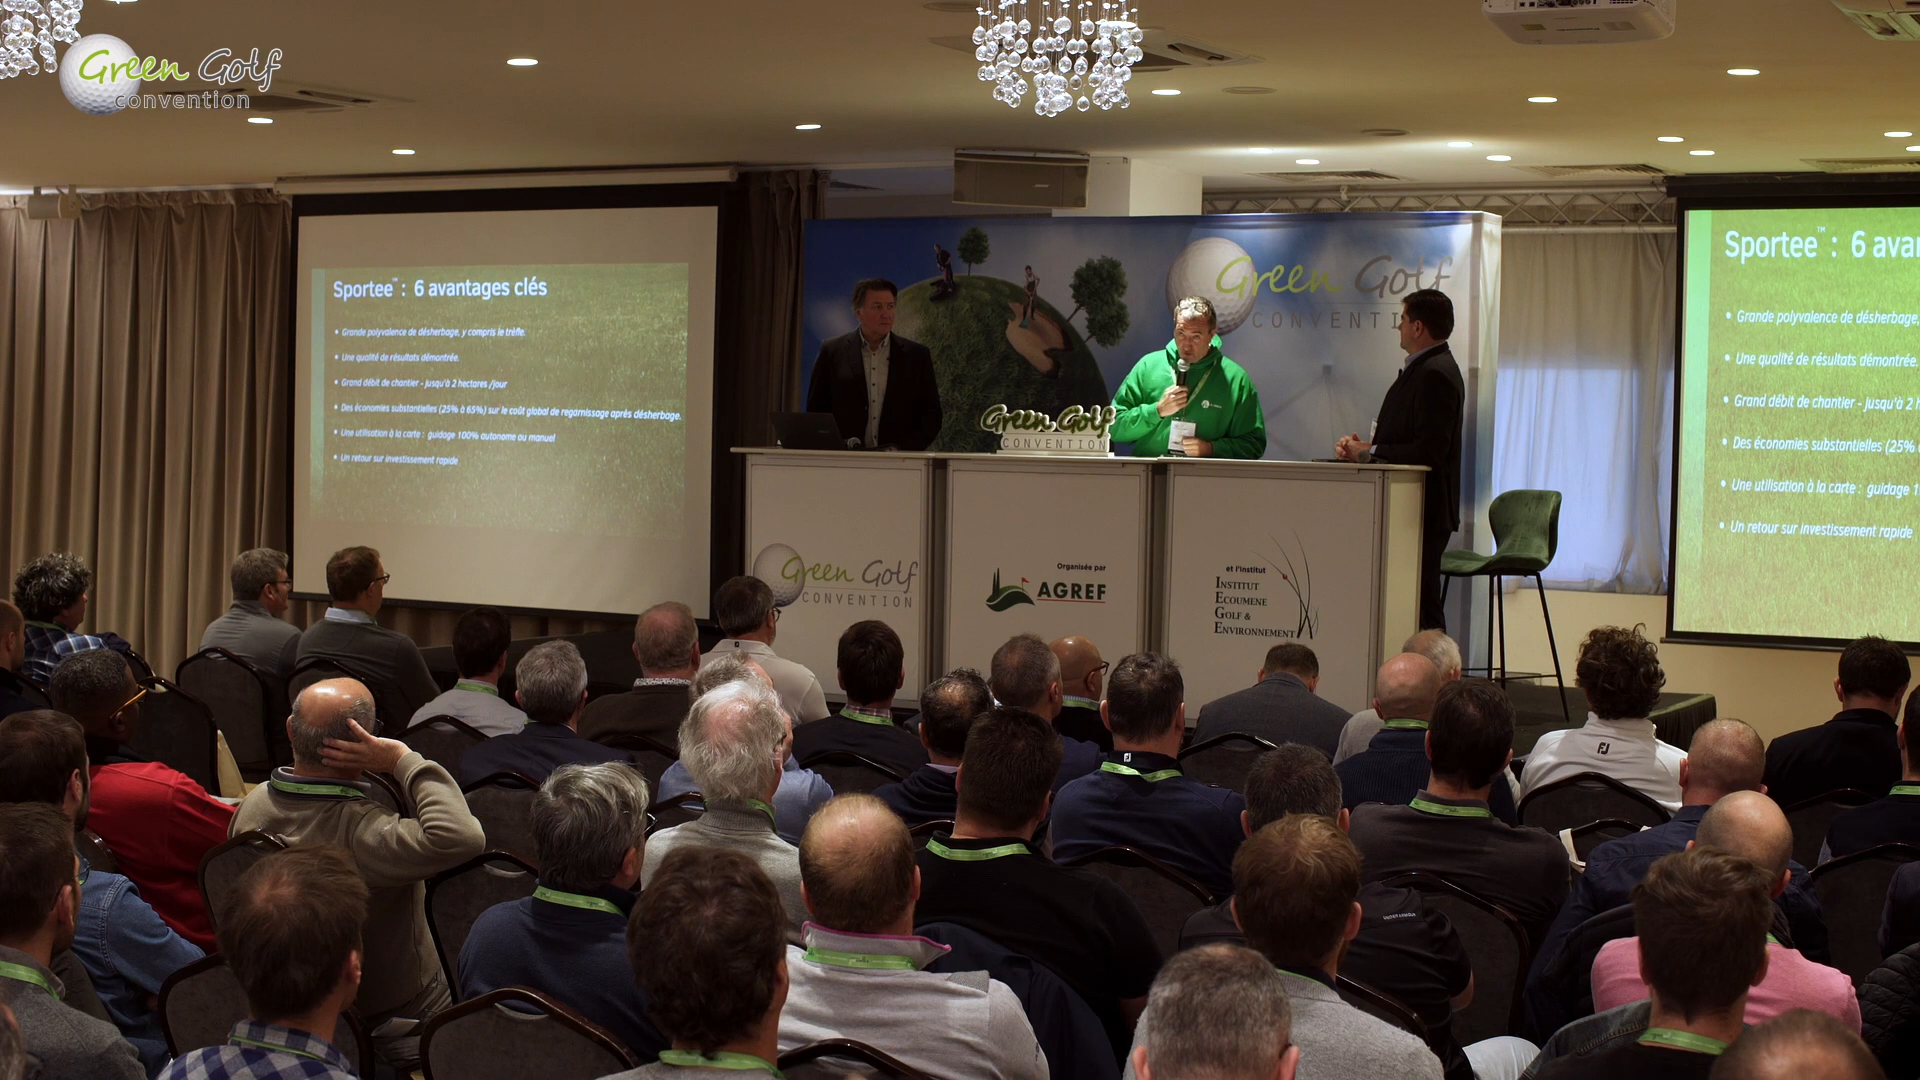 Green Golf
convention
Sportee™ : 6 avantages clés
• Grande polyvalence de désherbage, y compris le trèfle.
• Une qualité de résultats démontrée.
• Grand débit de chantier - jusqu'à 2 hectares /jour
• Des économies substantielles (25% à 65%) sur le coût global de regarnissage après désherbage.
• Une utilisation à la carte : guidage 100% autonome ou manuel
• Un retour sur investissement rapide
Green Golf
CONVENTI
Green Golf
CONVENTION
Sportee™ : 6 avan
• Grande polyvalence de désherbage,
• Une qualité de résultats démontrée.
• Grand débit de chantier - jusqu'à 2 h
• Des économies substantielles (25%
• Une utilisation à la carte : guidage 1
• Un retour sur investissement rapide
Green Golf
CONVENTION
Organisée par
AGREF
et l'Institut
INSTITUT
ECOUMENE
GOLF &
ENVIRONNEMENT
FJ